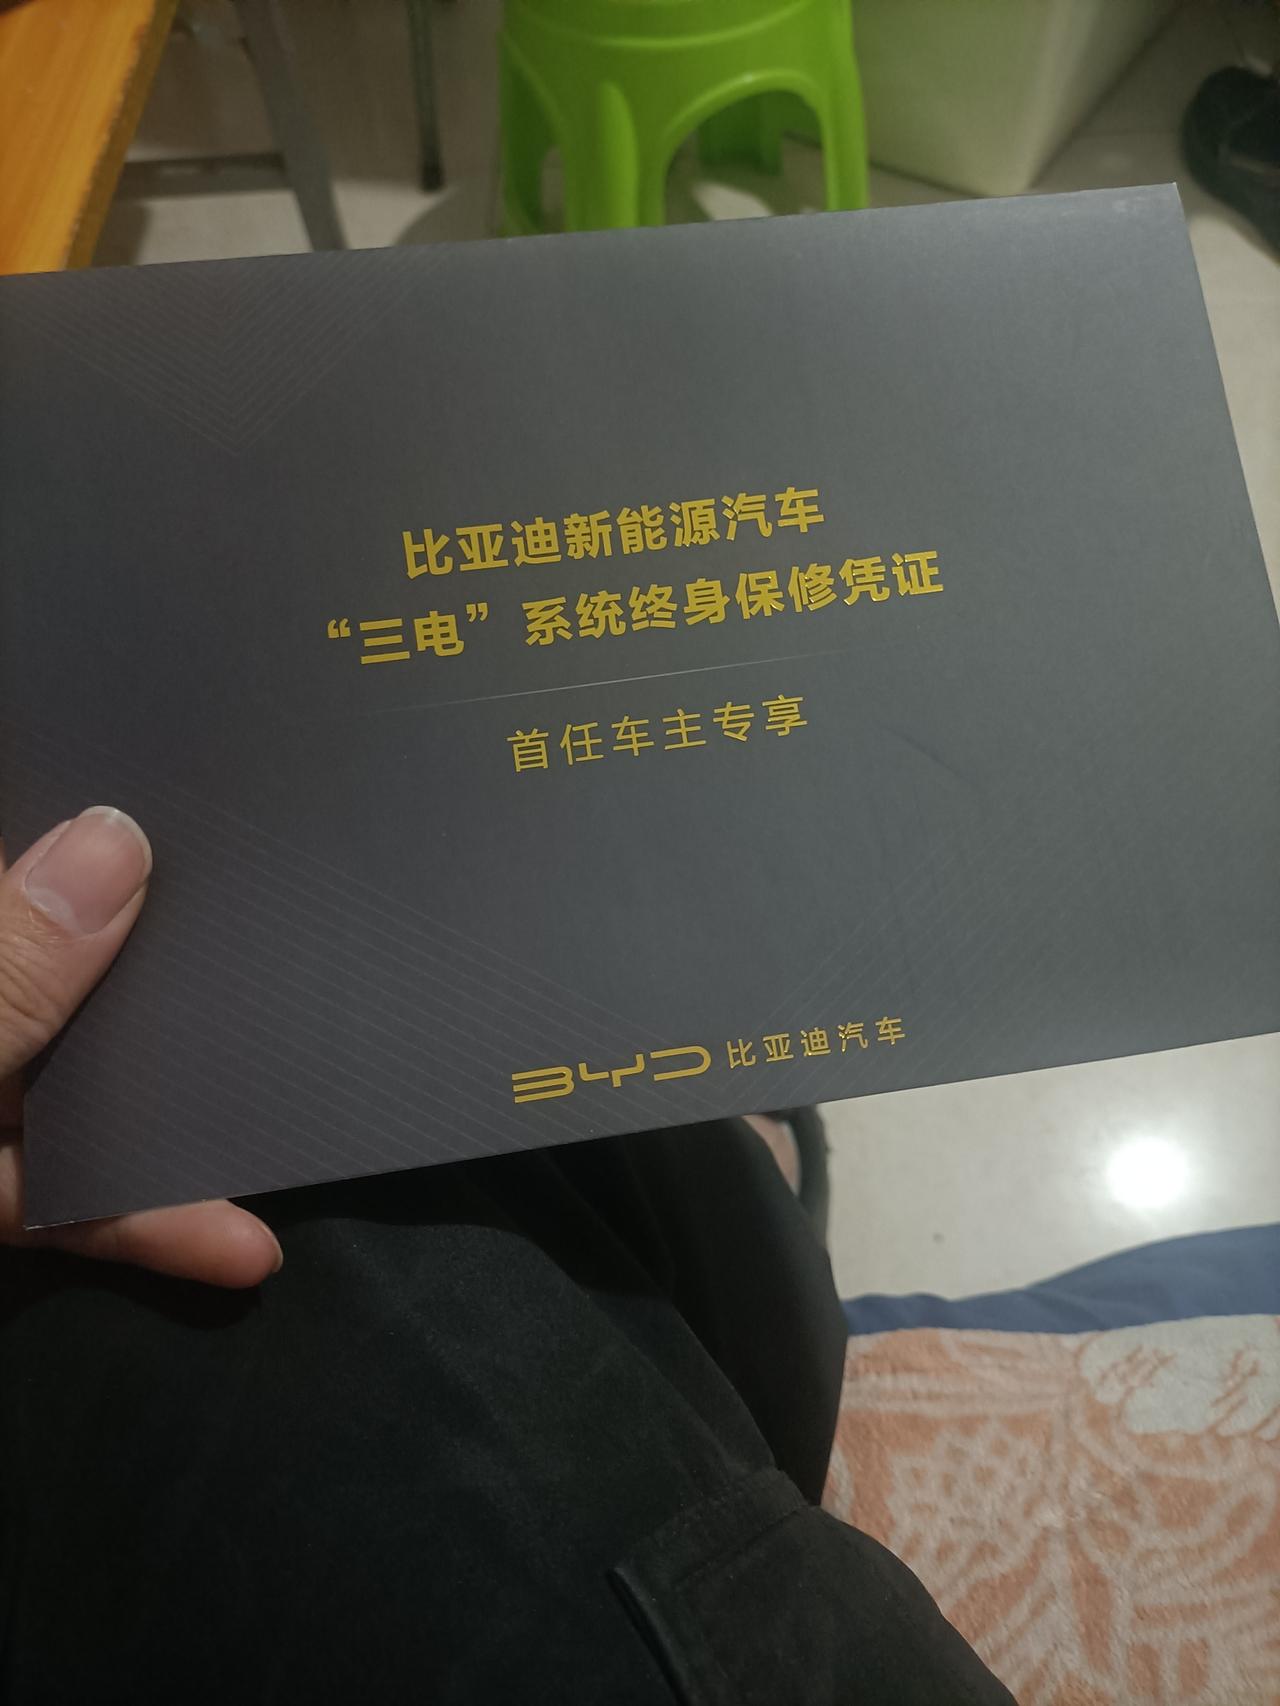 比亚迪新能源汽车
“三电”系统终身保修凭证
首任车主专享
BYD 比亚迪汽车